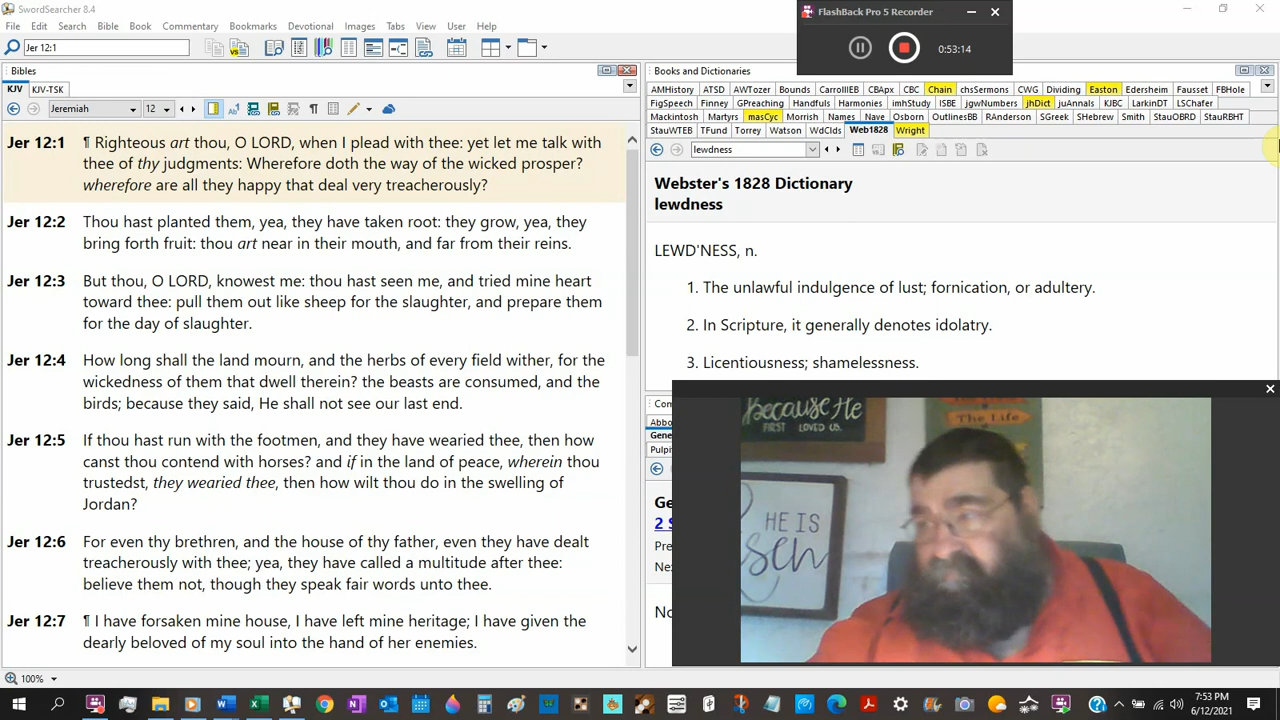 SwordSearcher 8.4
File Edit Search Bibles Book Commentary Bookmarks Devotional Images Tabs View User Help
Jer 12:1
VS
FlashBack Pro 5 Recorder
0:53:14
Bibles
KJV KJV-TSK
Jeremiah 12
Jer 12:1 ¶ Righteous art thou, O LORD, when I plead with thee: yet let me talk with
thee of thy judgments: Wherefore doth the way of the wicked prosper?
wherefore are all they happy that deal very treacherously?
Jer 12:2 Thou hast planted them, yea, they have taken root: they grow, yea, they
bring forth fruit: thou art near in their mouth, and far from their reins.
Jer 12:3 But thou, O LORD, knowest me: thou hast seen me, and tried mine heart
toward thee: pull them out like sheep for the slaughter, and prepare them
for the day of slaughter.
Jer 12:4 How long shall the land mourn, and the herbs of every field wither, for the
wickedness of them that dwell therein? the beasts are consumed, and the
birds; because they said, He shall not see our last end.
Jer 12:5 If thou hast run with the footmen, and they have wearied thee, then how
canst thou contend with horses? and if in the land of peace, wherein thou
trustedst, they wearied thee, then how wilt thou do in the swelling of
Jordan?
Jer 12:6 For even thy brethren, and the house of thy father, even they have dealt
treacherously with thee; yea, they have called a multitude after thee:
believe them not, though they speak fair words unto thee.
Jer 12:7 ¶ I have forsaken mine house, I have left mine heritage; I have given the
dearly beloved of my soul into the hand of her enemies.
100%
Books and Dictionaries
AMHistory ATSD AWTozer Bounds CarrollIEB CBApx CBC Chain chsSermons CWG Dividing Easton Edersheim Fausset FBHole
FigSpeech Finney GPreaching Handfuls Harmonies imhStudy ISBE jgwNumbers jhDict juAnnals KJBC LarkinDT LSChafer
Mackintosh Martyrs masCyc Morrish Names Nave Osborn OutlinesBB RAnderson SGreek SHebrew Smith StauOBRD StauRBHT
StauWTEB TFund Torrey Watson WdClds Web1828 Wright
lewdness
Webster's 1828 Dictionary
lewdness
LEWD'NESS, n.
1. The unlawful indulgence of lust; fornication, or adultery.
2. In Scripture, it generally denotes idolatry.
3. Licentiousness; shamelessness.
Com
Abbo
Gene
Pulpi
Ge
2 S
Pre
Ne
No
Because He
FIRST LOVED US.
The Life
HE IS
isen
7:53 PM
6/12/2021